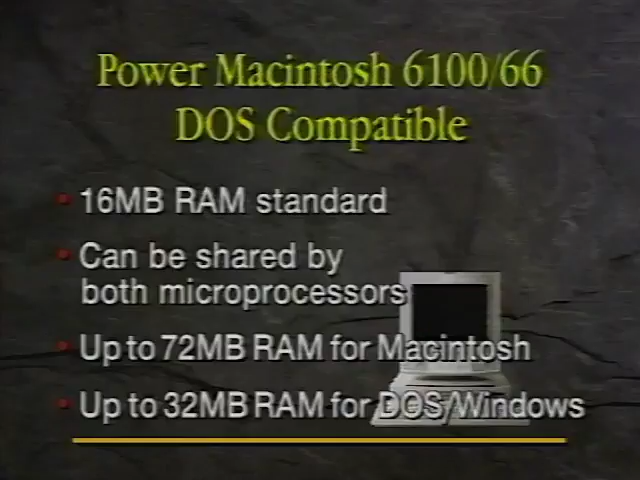 Power Macintosh 6100/66
DOS Compatible
• 16MB RAM standard
• Can be shared by
both microprocessors
• Up to 72MB RAM for Macintosh
• Up to 32MB RAM for DOS/Windows